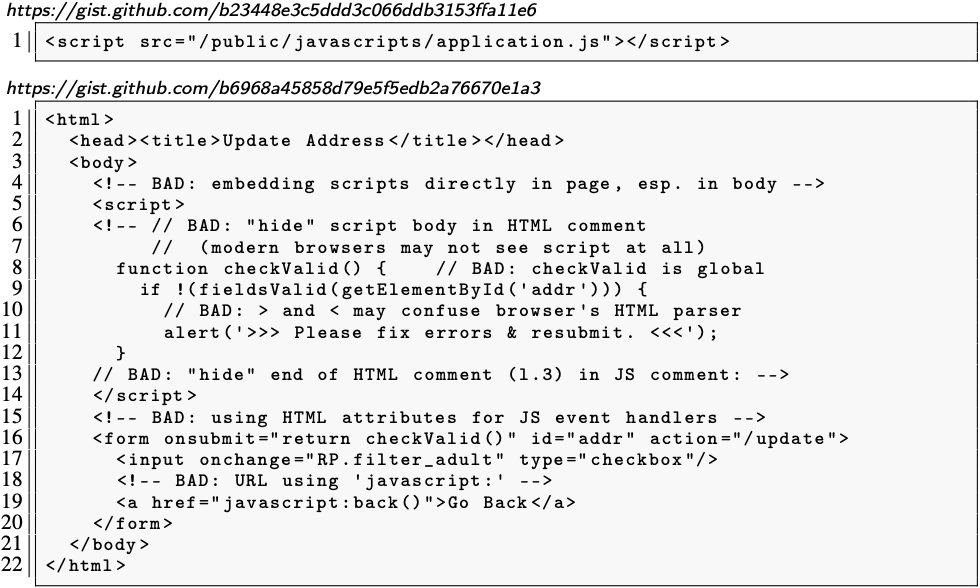 https://gist.github.com/b23448e3c5ddd3c066ddb3153ffa11e6
1 <script src="/public/javascripts/application.js"></script>
https://gist.github.com/b6968a45858d79e5f5edb2a76670e1a3
1 <html>
2   <head><title>Update Address</title></head>
3   <body>
4     <!-- BAD: embedding scripts directly in page, esp. in body -->
5     <script>
6     <!-- // BAD: "hide" script body in HTML comment
7          //  (modern browsers may not see script at all)
8       function checkValid() {    // BAD: checkValid is global
9         if !(fieldsValid(getElementById('addr'))) {
10           // BAD: > and < may confuse browser's HTML parser
11           alert('>>> Please fix errors & resubmit. <<<');
12       }
13     // BAD: "hide" end of HTML comment (l.3) in JS comment: -->
14     </script>
15     <!-- BAD: using HTML attributes for JS event handlers -->
16     <form onsubmit="return checkValid()" id="addr" action="/update">
17       <input onchange="RP.filter_adult" type="checkbox"/>
18       <!-- BAD: URL using 'javascript:' -->
19       <a href="javascript:back()">Go Back</a>
20     </form>
21   </body>
22 </html>